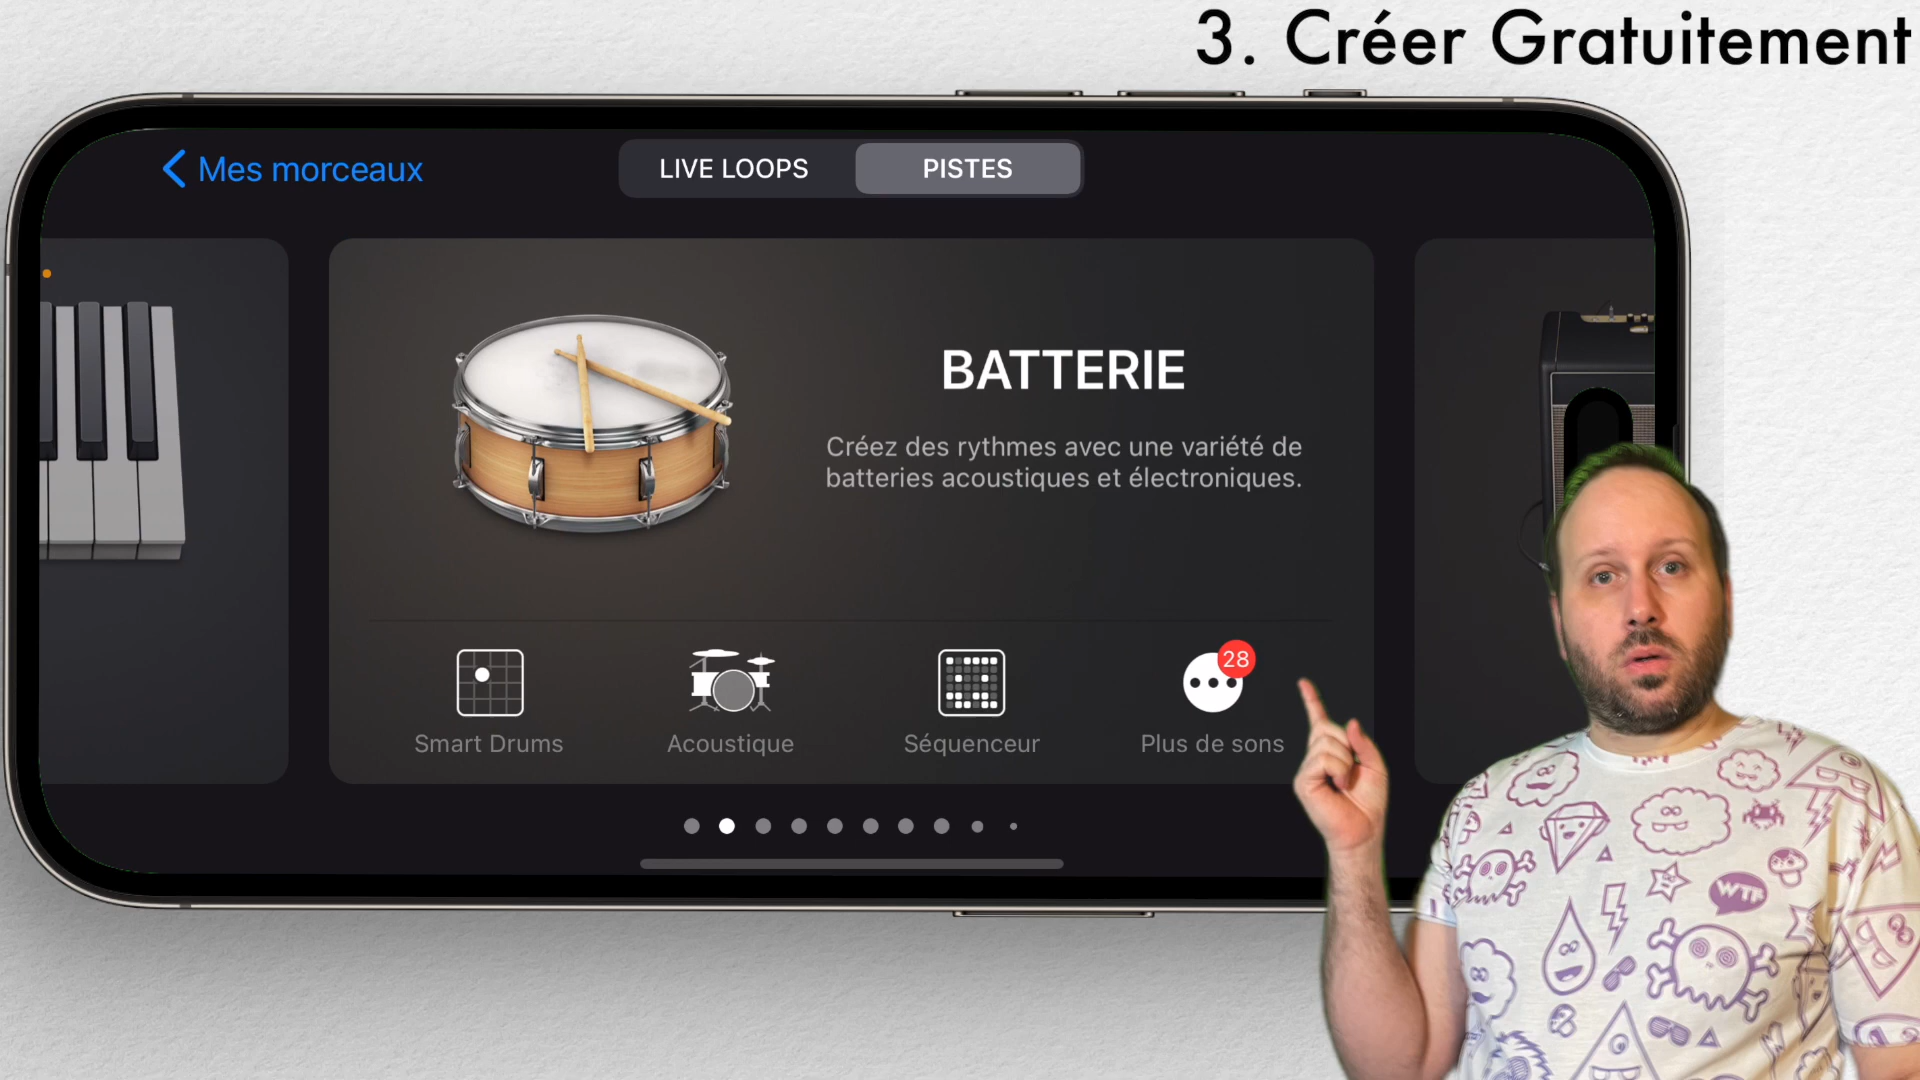 3. Créer Gratuitement
Mes morceaux
LIVE LOOPS
PISTES
BATTERIE
Créez des rythmes avec une variété de
batteries acoustiques et électroniques.
28
Smart Drums
Acoustique
Séquenceur
Plus de sons
WTF